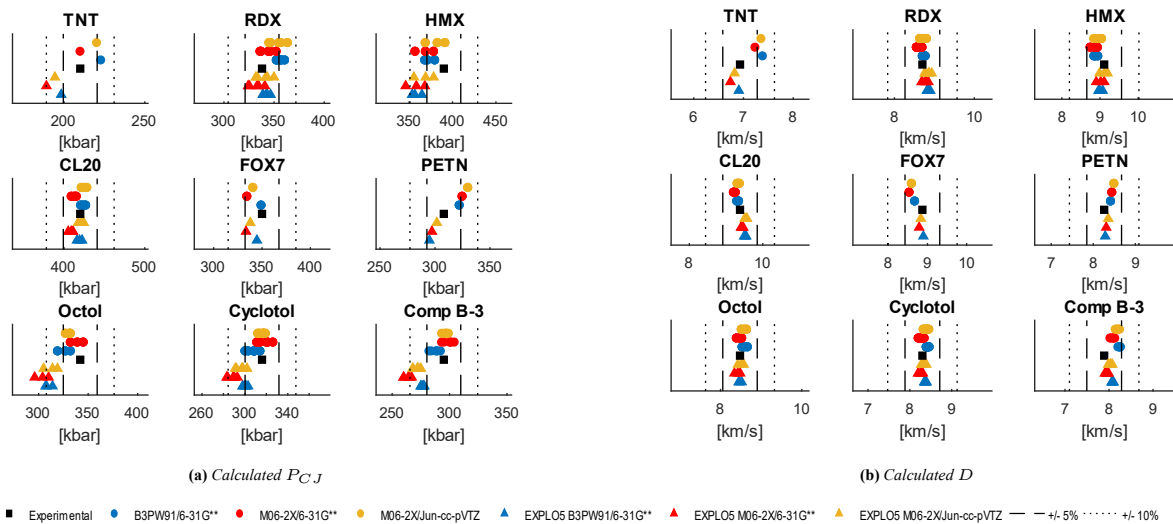 TNT RDX HMX
200 250 300 350 400 350 400 450
[kbar] [kbar] [kbar]
CL20 FOX7 PETN
400 500 300 350 400 250 300 350
[kbar] [kbar] [kbar]
Octol Cyclotol Comp B-3
300 350 400 260 300 340 250 300 350
[kbar] [kbar] [kbar]
(a) Calculated P_{CJ}
TNT RDX HMX
6 7 8 8 9 10 8 9 10
[km/s] [km/s] [km/s]
CL20 FOX7 PETN
8 10 8 9 10 7 8 9
[km/s] [km/s] [km/s]
Octol Cyclotol Comp B-3
8 10 7 8 9 7 8 9
[km/s] [km/s] [km/s]
(b) Calculated D
Experimental B3PW91/6-31G** M06-2X/6-31G** M06-2X/Jun-cc-pVTZ EXPLO5 B3PW91/6-31G** EXPLO5 M06-2X/6-31G** EXPLO5 M06-2X/Jun-cc-pVTZ +/- 5% +/- 10%